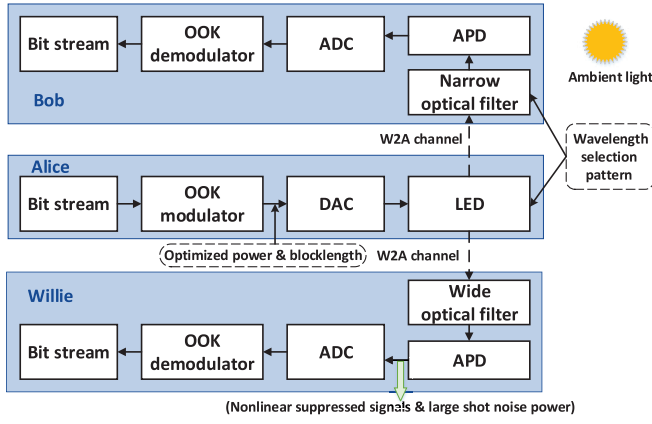 Bit stream
OOK
demodulator
ADC
APD
Narrow
optical filter
Bob
Ambient light
W2A channel
Wavelength
selection
pattern
Alice
Bit stream
OOK
modulator
DAC
LED
Optimized power & blocklength
W2A channel
Willie
Wide
optical filter
Bit stream
OOK
demodulator
ADC
APD
(Nonlinear suppressed signals & large shot noise power)